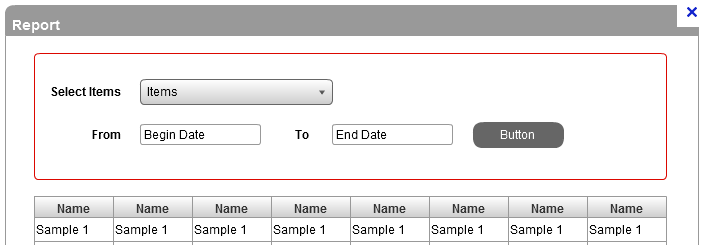 Report ×
Select Items Items
From Begin Date To End Date Button
Name Name Name Name Name Name Name Name
Sample 1 Sample 1 Sample 1 Sample 1 Sample 1 Sample 1 Sample 1 Sample 1